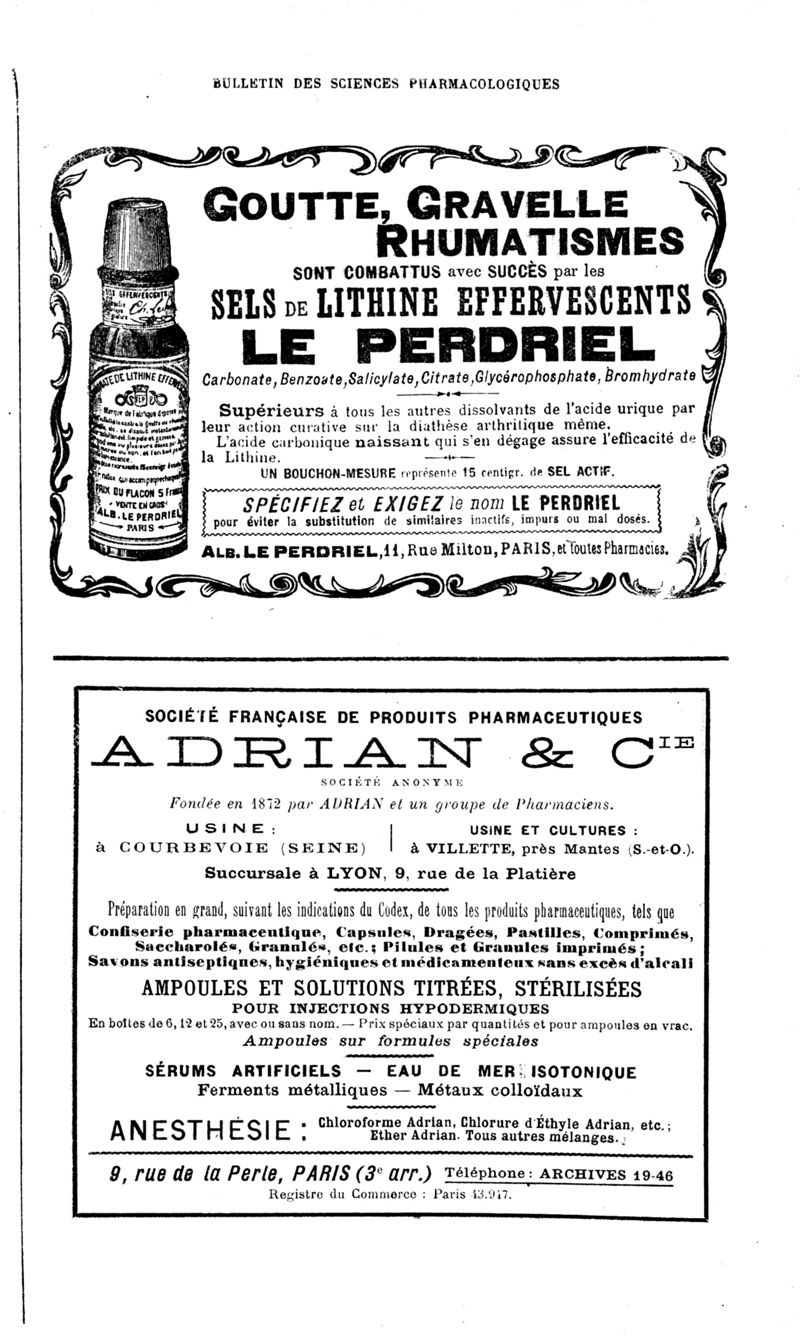 BULLETIN DES SCIENCES PHARMACOLOGIQUES
GOUTTE, GRAVELLE
RHUMATISMES
SONT COMBATTUS avec SUCCÈS par les
SELS DE LITHINE EFFERVESCENTS
LE PERDRIEL
Carbonate, Benzoate, Salicylate, Citrate, Glycérophosphate, Bromhydrate
Supérieurs à tous les autres dissolvants de l'acide urique par
leur action curative sur la diathèse arthritique même.
L'acide carbonique naissant qui s'en dégage assure l'efficacité de
la Lithine.
UN BOUCHON-MESURE représente 15 centigr. de SEL ACTIF.
SPÉCIFIEZ et EXIGEZ le nom LE PERDRIEL
pour éviter la substitution de similaires inactifs, impurs ou mal dosés.
ALB. LE PERDRIEL, 11, Rue Milton, PARIS, et Toutes Pharmacies.
EFFERVESCENTS
DE LITHINE EFFER
Marque de Fabrique déposée
PRIX DU FLACON 5 Francs
VENTE EN GROS
ALB. LE PERDRIEL
PARIS
SOCIÉTÉ FRANÇAISE DE PRODUITS PHARMACEUTIQUES
ADRIAN & CIE
SOCIÉTÉ ANONYME
Fondée en 1872 par ADRIAN et un groupe de Pharmaciens.
USINE :
à COURBEVOIE (SEINE)
USINE ET CULTURES :
à VILLETTE, près Mantes (S.-et-O.).
Succursale à LYON, 9, rue de la Platière
Préparation en grand, suivant les indications du Codex, de tous les produits pharmaceutiques, tels que
Confiserie pharmaceutique, Capsules, Dragées, Pastilles, Comprimés,
Saccharolés, Granulés, etc.; Pilules et Granules imprimés;
Savons antiseptiques, hygiéniques et médicamenteux sans excès d'alcali
AMPOULES ET SOLUTIONS TITRÉES, STÉRILISÉES
POUR INJECTIONS HYPODERMIQUES
En boîtes de 6, 12 et 25, avec ou sans nom. — Prix spéciaux par quantités et pour ampoules en vrac.
Ampoules sur formules spéciales
SÉRUMS ARTIFICIELS — EAU DE MER ISOTONIQUE
Ferments métalliques — Métaux colloïdaux
ANESTHÉSIE : Chloroforme Adrian, Chlorure d'Éthyle Adrian, etc.;
Ether Adrian. Tous autres mélanges.
9, rue de la Perle, PARIS (3e arr.) Téléphone : ARCHIVES 19-46
Registre du Commerce : Paris 43.947.